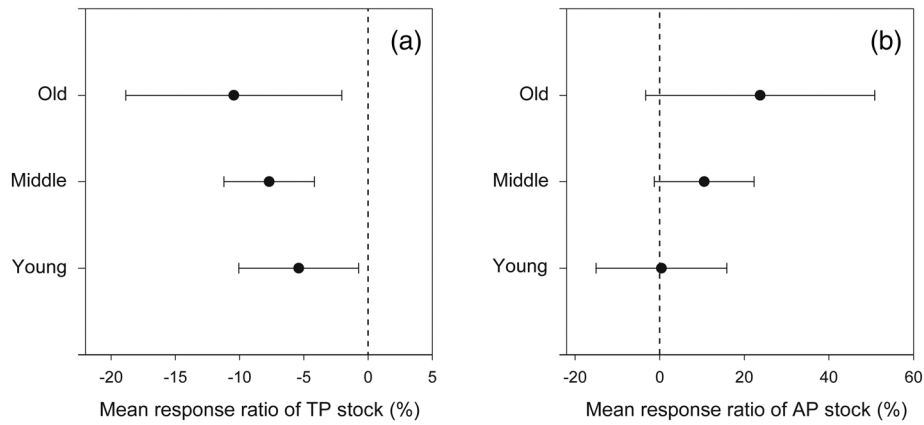 (a)
Old
Middle
Young
-20 -15 -10 -5 0 5
Mean response ratio of TP stock (%)
(b)
Old
Middle
Young
-20 0 20 40 60
Mean response ratio of AP stock (%)